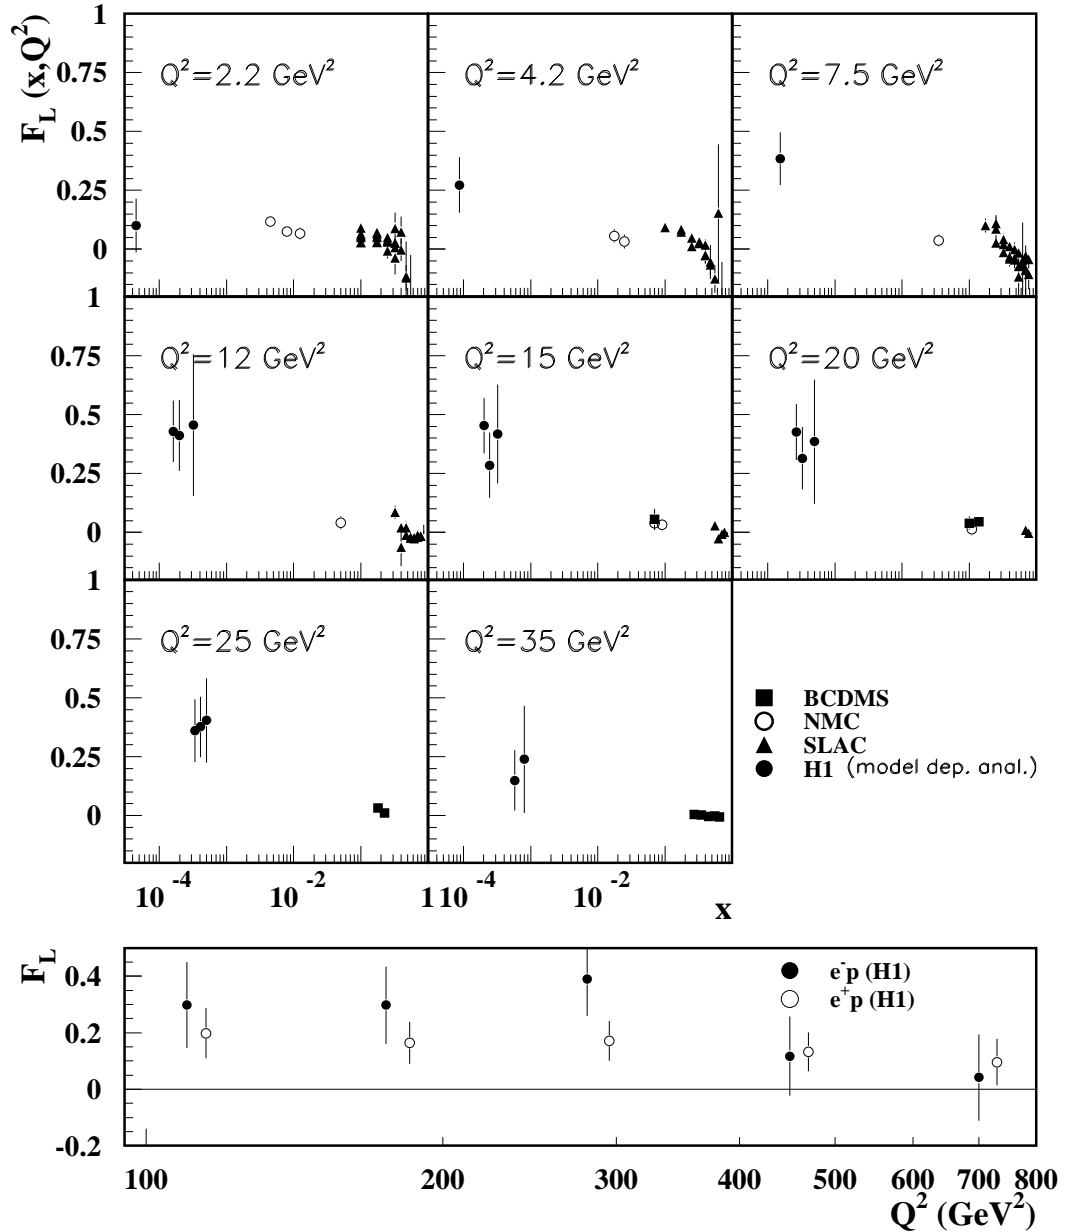 F_L (x,Q^2)
1
0.75
0.5
0.25
0
Q^2=2.2 GeV^2
Q^2=4.2 GeV^2
Q^2=7.5 GeV^2
1
0.75
0.5
0.25
0
Q^2=12 GeV^2
Q^2=15 GeV^2
Q^2=20 GeV^2
1
0.75
0.5
0.25
0
Q^2=25 GeV^2
Q^2=35 GeV^2
BCDMS
NMC
SLAC
H1 (model dep. anal.)
10^-4 10^-2 1 10^-4 10^-2 x
F_L
0.4
0.2
0
-0.2
e^-p (H1)
e^+p (H1)
100 200 300 400 500 600 700 800
Q^2 (GeV^2)